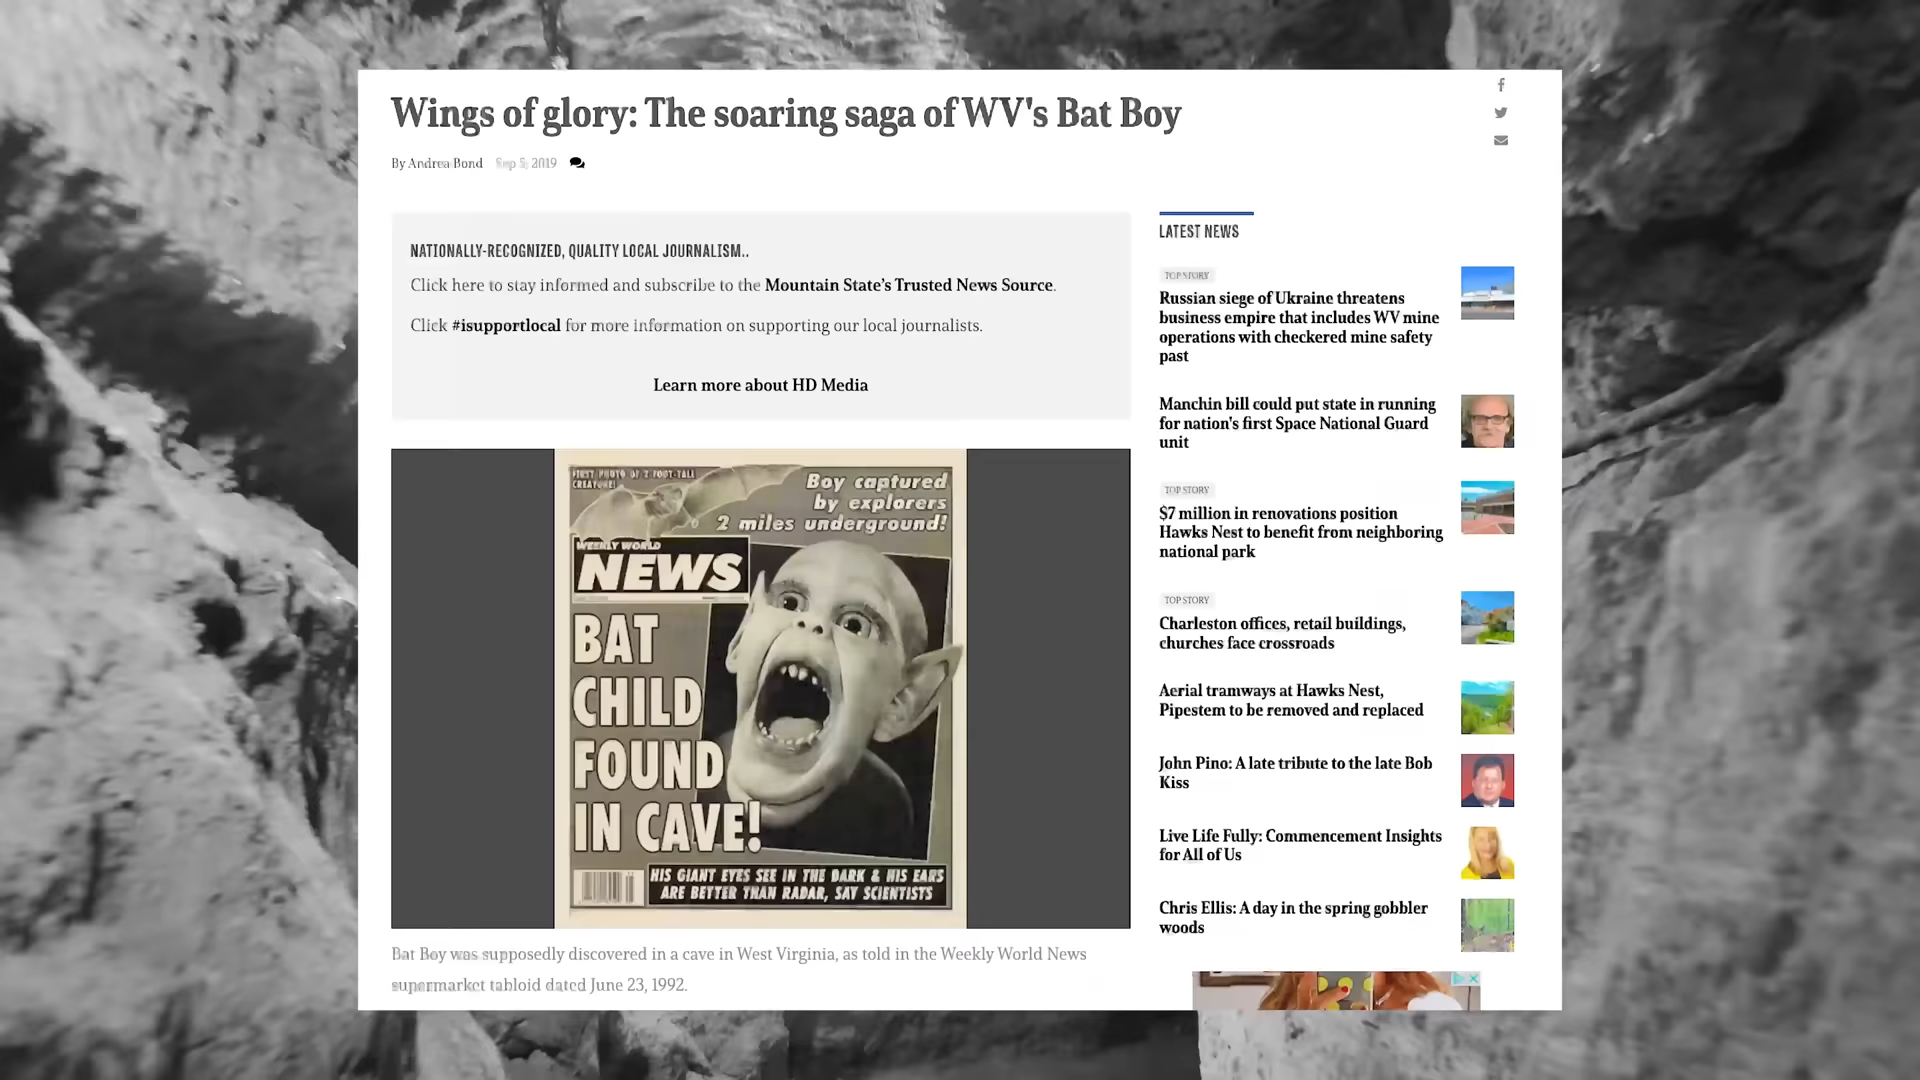 Wings of glory: The soaring saga of WV's Bat Boy
By Andrea Bond Sep 5, 2019
NATIONALLY-RECOGNIZED, QUALITY LOCAL JOURNALISM..
Click here to stay informed and subscribe to the Mountain State's Trusted News Source.
Click #isupportlocal for more information on supporting our local journalists.
Learn more about HD Media
FIRST PHOTO OF 2 FOOT-TALL
CREATURE!
Boy captured
by explorers
2 miles underground!
WEEKLY WORLD
NEWS
BAT
CHILD
FOUND
IN CAVE!
HIS GIANT EYES SEE IN THE DARK & HIS EARS
ARE BETTER THAN RADAR, SAY SCIENTISTS
Bat Boy was supposedly discovered in a cave in West Virginia, as told in the Weekly World News
supermarket tabloid dated June 23, 1992.
LATEST NEWS
TOP STORY
Russian siege of Ukraine threatens
business empire that includes WV mine
operations with checkered mine safety
past
Manchin bill could put state in running
for nation's first Space National Guard
unit
TOP STORY
$7 million in renovations position
Hawks Nest to benefit from neighboring
national park
TOP STORY
Charleston offices, retail buildings,
churches face crossroads
Aerial tramways at Hawks Nest,
Pipestem to be removed and replaced
John Pino: A late tribute to the late Bob
Kiss
Live Life Fully: Commencement Insights
for All of Us
Chris Ellis: A day in the spring gobbler
woods